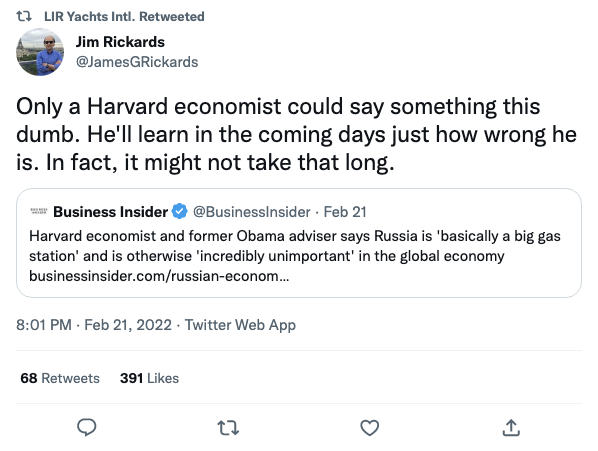 LIR Yachts Intl. Retweeted
Jim Rickards
@JamesGRickards
Only a Harvard economist could say something this
dumb. He'll learn in the coming days just how wrong he
is. In fact, it might not take that long.
Business Insider @BusinessInsider · Feb 21
Harvard economist and former Obama adviser says Russia is 'basically a big gas
station' and is otherwise 'incredibly unimportant' in the global economy
businessinsider.com/russian-econom...
8:01 PM · Feb 21, 2022 · Twitter Web App
68 Retweets 391 Likes